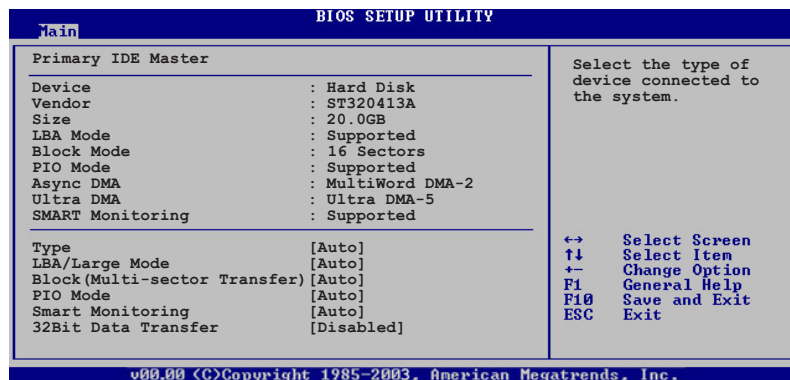 BIOS SETUP UTILITY
Main
Primary IDE Master
Device : Hard Disk
Vendor : ST320413A
Size : 20.0GB
LBA Mode : Supported
Block Mode : 16 Sectors
PIO Mode : Supported
Async DMA : MultiWord DMA-2
Ultra DMA : Ultra DMA-5
SMART Monitoring : Supported
Type [Auto]
LBA/Large Mode [Auto]
Block(Multi-sector Transfer)[Auto]
PIO Mode [Auto]
Smart Monitoring [Auto]
32Bit Data Transfer [Disabled]
Select the type of
device connected to
the system.
←→ Select Screen
↑↓ Select Item
+- Change Option
F1 General Help
F10 Save and Exit
ESC Exit
v00.00 (C)Copyright 1985-2003, American Megatrends, Inc.